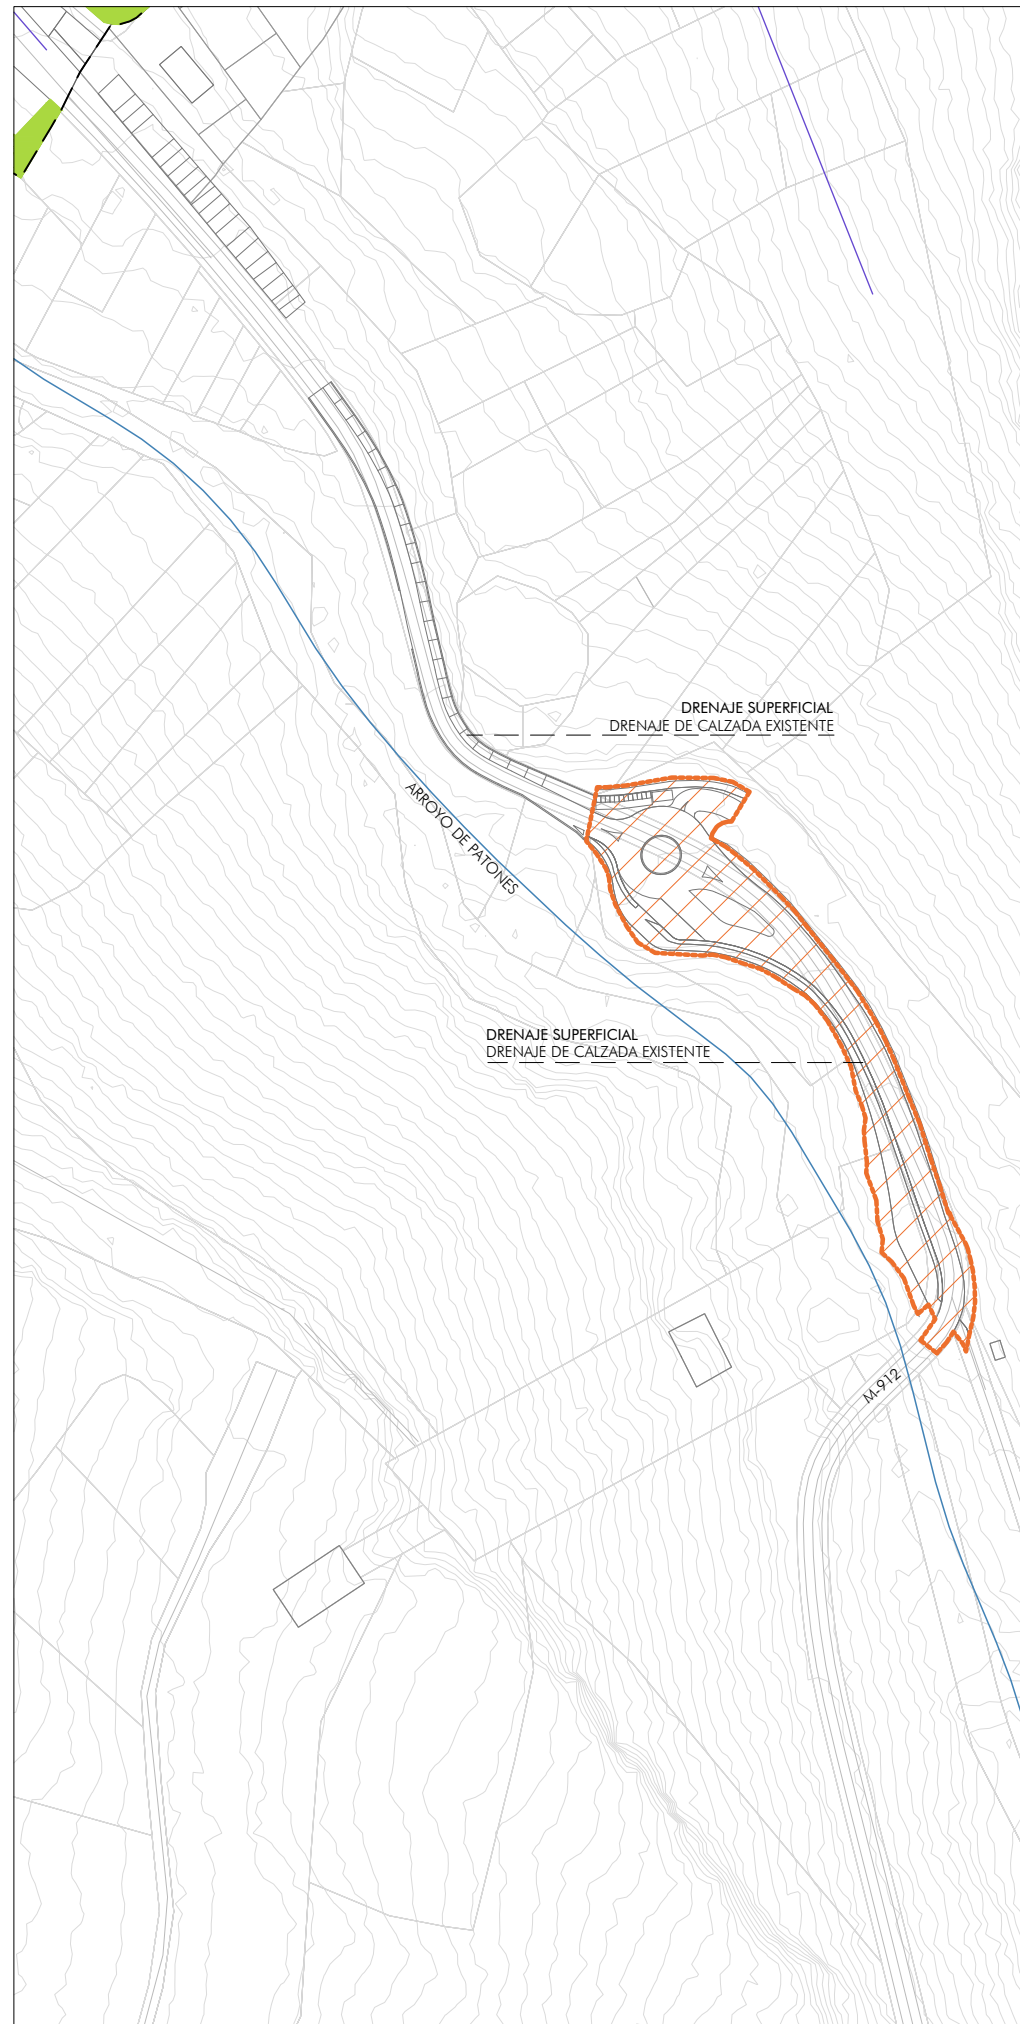 DRENAJE SUPERFICIAL
DRENAJE DE CALZADA EXISTENTE
ARROYO DE PATONES
DRENAJE SUPERFICIAL
DRENAJE DE CALZADA EXISTENTE
M-912